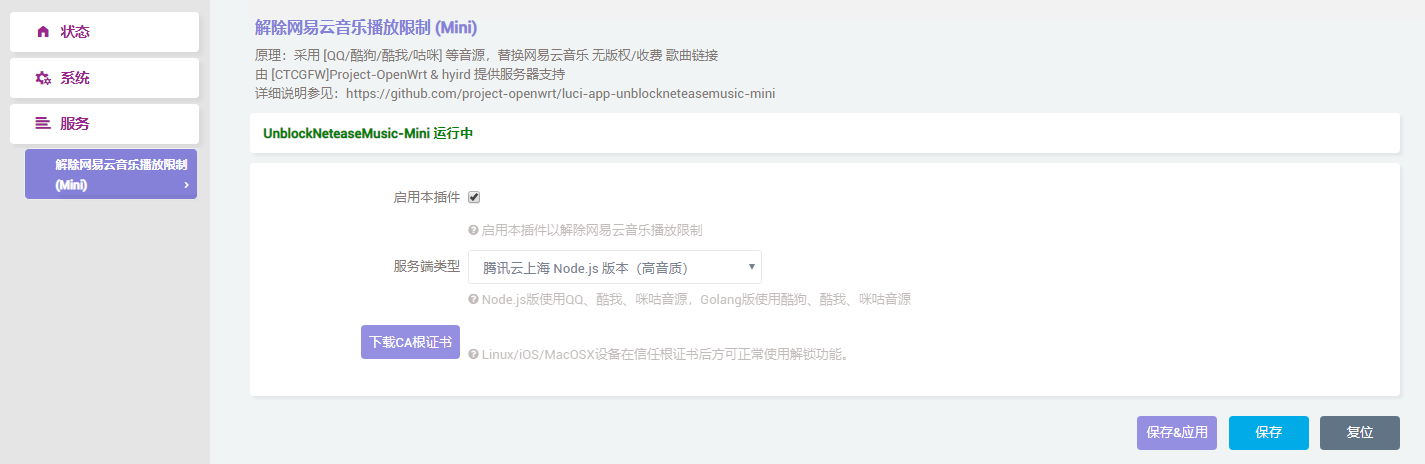 状态
系统
服务
解除网易云音乐播放限制
(Mini)
解除网易云音乐播放限制 (Mini)
原理：采用 [QQ/酷狗/酷我/咕咪] 等音源，替换网易云音乐 无版权/收费 歌曲链接
由 [CTCGFW]Project-OpenWrt & hyird 提供服务器支持
详细说明参见：https://github.com/project-openwrt/luci-app-unblockneteasemusic-mini
UnblockNeteaseMusic-Mini 运行中
启用本插件
启用本插件以解除网易云音乐播放限制
服务端类型
腾讯云上海 Node.js 版本（高音质）
Node.js版使用QQ、酷我、咪咕音源，Golang版使用酷狗、酷我、咪咕音源
下载CA根证书
Linux/iOS/MacOSX设备在信任根证书后方可正常使用解锁功能。
保存&应用
保存
复位